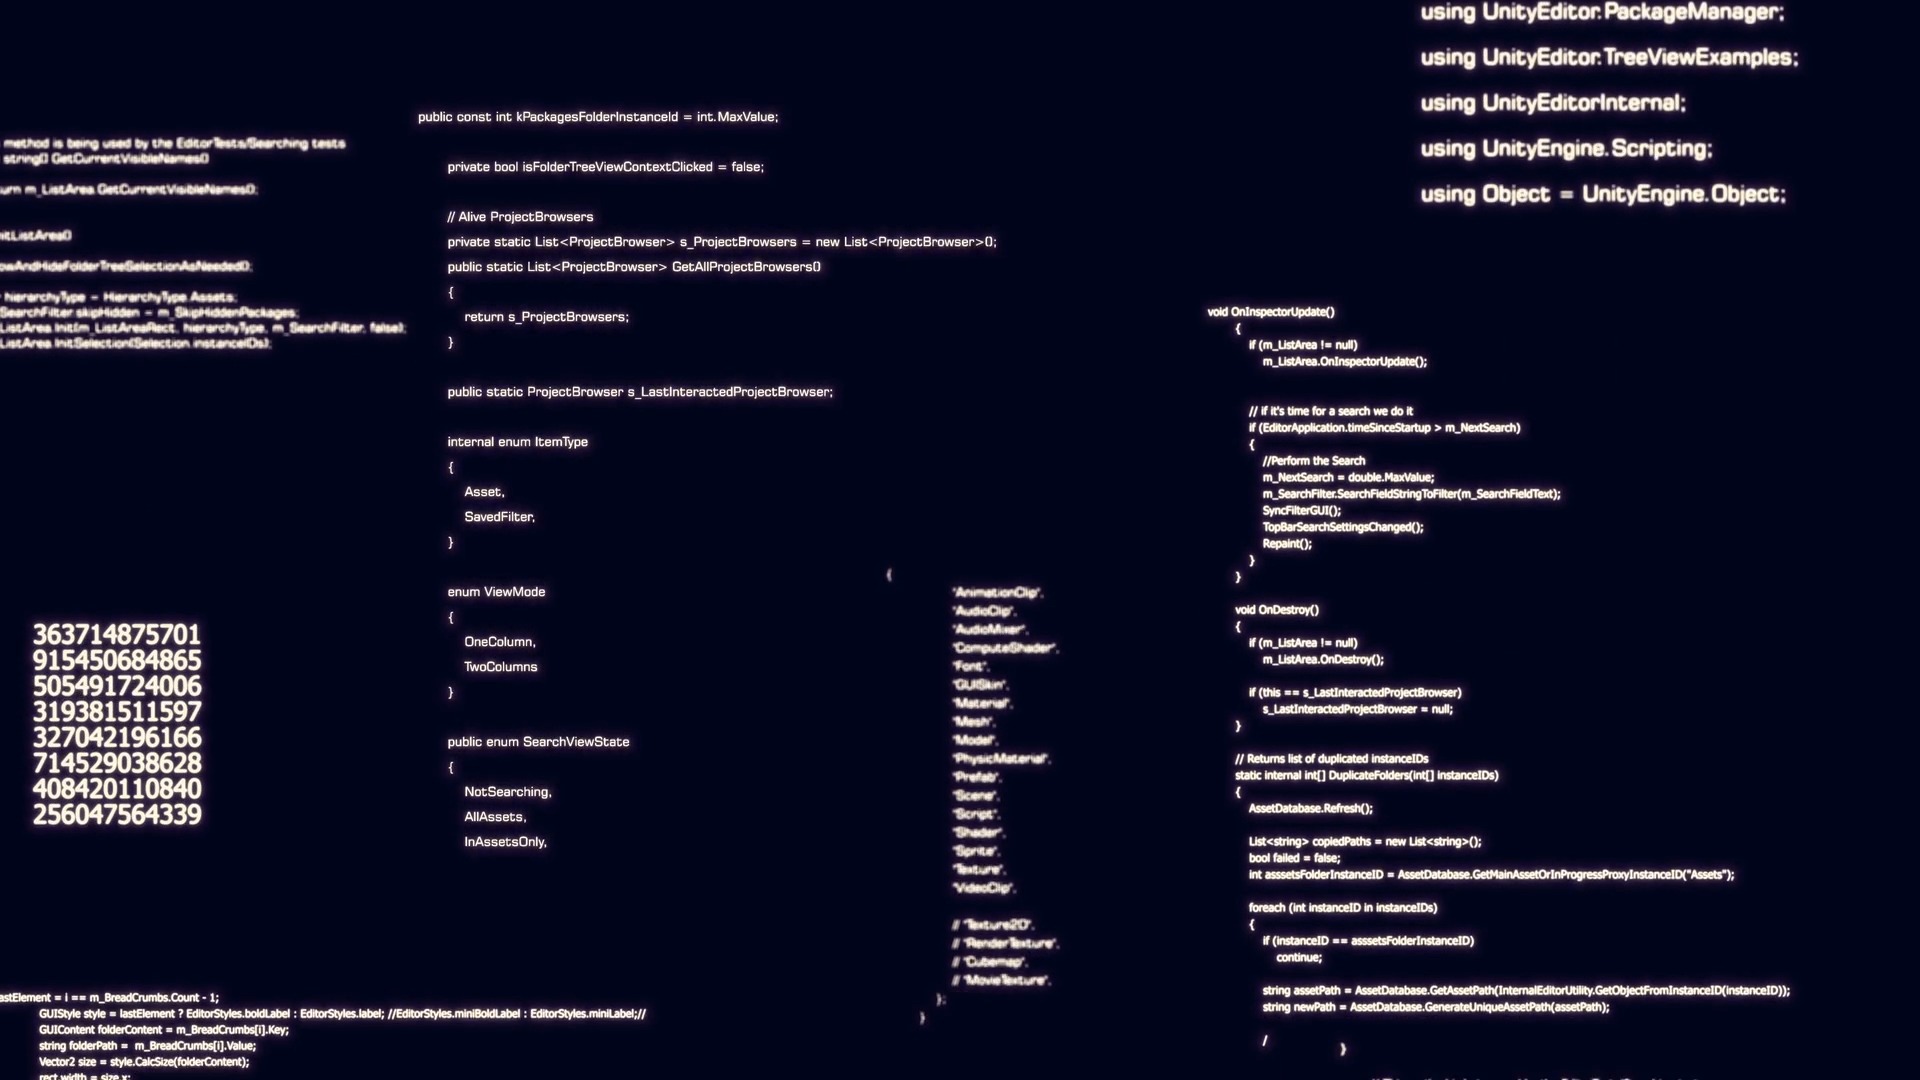 using UnityEditor.PackageManager;
using UnityEditor.TreeViewExamples;
using UnityEditorInternal;
using UnityEngine.Scripting;
using Object = UnityEngine.Object;
method is being used by the EditorTests/Searching tests
string[] GetCurrentVisibleNames()
m_ListArea.GetCurrentVisibleNames();
hierarchyType = HierarchyType.Assets;
SearchFilter.skipHidden = m_SkipHiddenPackages;
ListArea.Init(m_ListAreaRect, hierarchyType, m_SearchFilter, false);
ListArea.InitSelection(Selection.instanceIDs);
public const int kPackagesFolderInstanceId = int.MaxValue;
private bool isFolderTreeViewContextClicked = false;
// Alive ProjectBrowsers
private static List<ProjectBrowser> s_ProjectBrowsers = new List<ProjectBrowser>();
public static List<ProjectBrowser> GetAllProjectBrowsers()
{
return s_ProjectBrowsers;
}
public static ProjectBrowser s_LastInteractedProjectBrowser;
internal enum ItemType
{
Asset,
SavedFilter,
}
enum ViewMode
{
OneColumn,
TwoColumns
}
public enum SearchViewState
{
NotSearching,
AllAssets,
InAssetsOnly,
363714875701
915450684865
505491724006
319381511597
327042196166
714529038628
408420110840
256047564339
{
"AnimationClip",
"AudioClip",
"AudioMixer",
"ComputeShader",
"Font",
"GUISkin",
"Material",
"Mesh",
"Model",
"PhysicMaterial",
"Prefab",
"Scene",
"Script",
"Shader",
"Sprite",
"Texture",
"VideoClip",
// "Texture2D",
// "RenderTexture",
// "Cubemap",
// "MovieTexture",
};
}
void OnInspectorUpdate()
{
if (m_ListArea != null)
m_ListArea.OnInspectorUpdate();
// if it's time for a search we do it
if (EditorApplication.timeSinceStartup > m_NextSearch)
{
//Perform the Search
m_NextSearch = double.MaxValue;
m_SearchFilter.SearchFieldStringToFilter(m_SearchFieldText);
SyncFilterGUI();
TopBarSearchSettingsChanged();
Repaint();
}
}
void OnDestroy()
{
if (m_ListArea != null)
m_ListArea.OnDestroy();
if (this == s_LastInteractedProjectBrowser)
s_LastInteractedProjectBrowser = null;
}
// Returns list of duplicated instanceIDs
static internal int[] DuplicateFolders(int[] instanceIDs)
{
AssetDatabase.Refresh();
List<string> copiedPaths = new List<string>();
bool failed = false;
int asssetsFolderInstanceID = AssetDatabase.GetMainAssetOrInProgressProxyInstanceID("Assets");
foreach (int instanceID in instanceIDs)
{
if (instanceID == asssetsFolderInstanceID)
continue;
string assetPath = AssetDatabase.GetAssetPath(InternalEditorUtility.GetObjectFromInstanceID(instanceID));
string newPath = AssetDatabase.GenerateUniqueAssetPath(assetPath);
/
}
astElement = i == m_BreadCrumbs.Count - 1;
GUIStyle style = lastElement ? EditorStyles.boldLabel : EditorStyles.label; //EditorStyles.miniBoldLabel : EditorStyles.miniLabel;//
GUIContent folderContent = m_BreadCrumbs[i].Key;
string folderPath = m_BreadCrumbs[i].Value;
Vector2 size = style.CalcSize(folderContent);
rect.width = size.x;